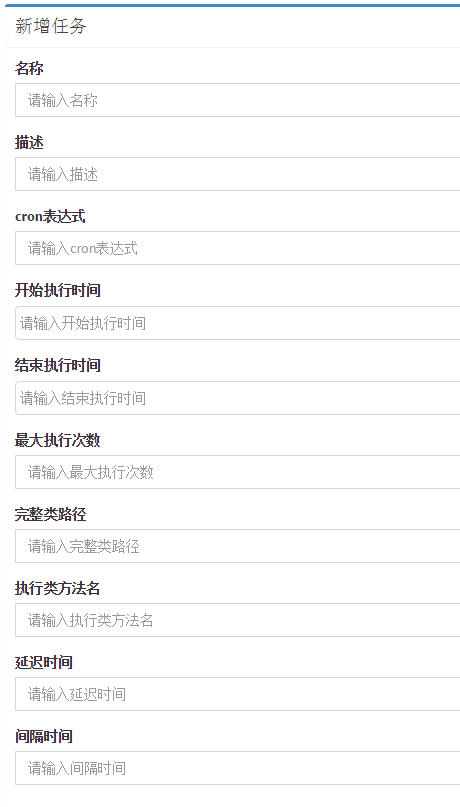 新增任务
名称
请输入名称
描述
请输入描述
cron表达式
请输入cron表达式
开始执行时间
请输入开始执行时间
结束执行时间
请输入结束执行时间
最大执行次数
请输入最大执行次数
完整类路径
请输入完整类路径
执行类方法名
请输入执行类方法名
延迟时间
请输入延迟时间
间隔时间
请输入间隔时间